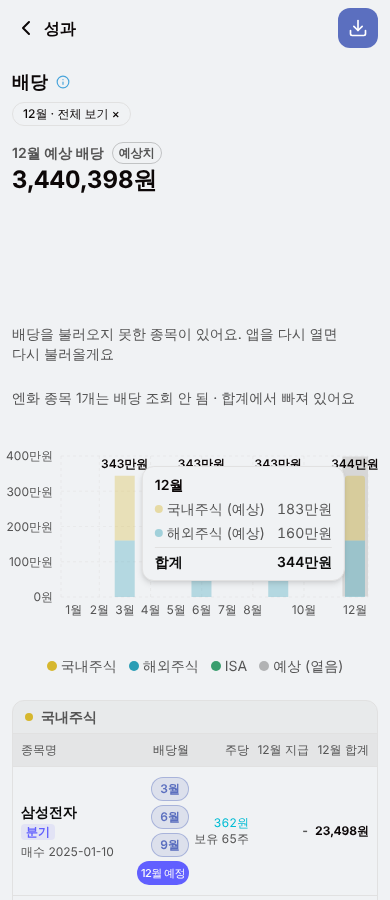 성과
배당
12월 · 전체 보기 ×
12월 예상 배당 예상치
3,440,398원
배당을 불러오지 못한 종목이 있어요. 앱을 다시 열면
다시 불러올게요
엔화 종목 1개는 배당 조회 안 됨 · 합계에서 빠져 있어요
400만원
343만원 343만원 343만원 344만원
300만원
200만원
100만원
0원
12월
국내주식 (예상) 183만원
해외주식 (예상) 160만원
합계 344만원
1월 2월 3월 4월 5월 6월 7월 8월 10월 12월
국내주식 해외주식 ISA 예상 (옅음)
국내주식
종목명 배당월 주당 12월 지급 12월 합계
삼성전자
분기
매수 2025-01-10
3월
6월
9월
12월 예정
362원
보유 65주
- 23,498원